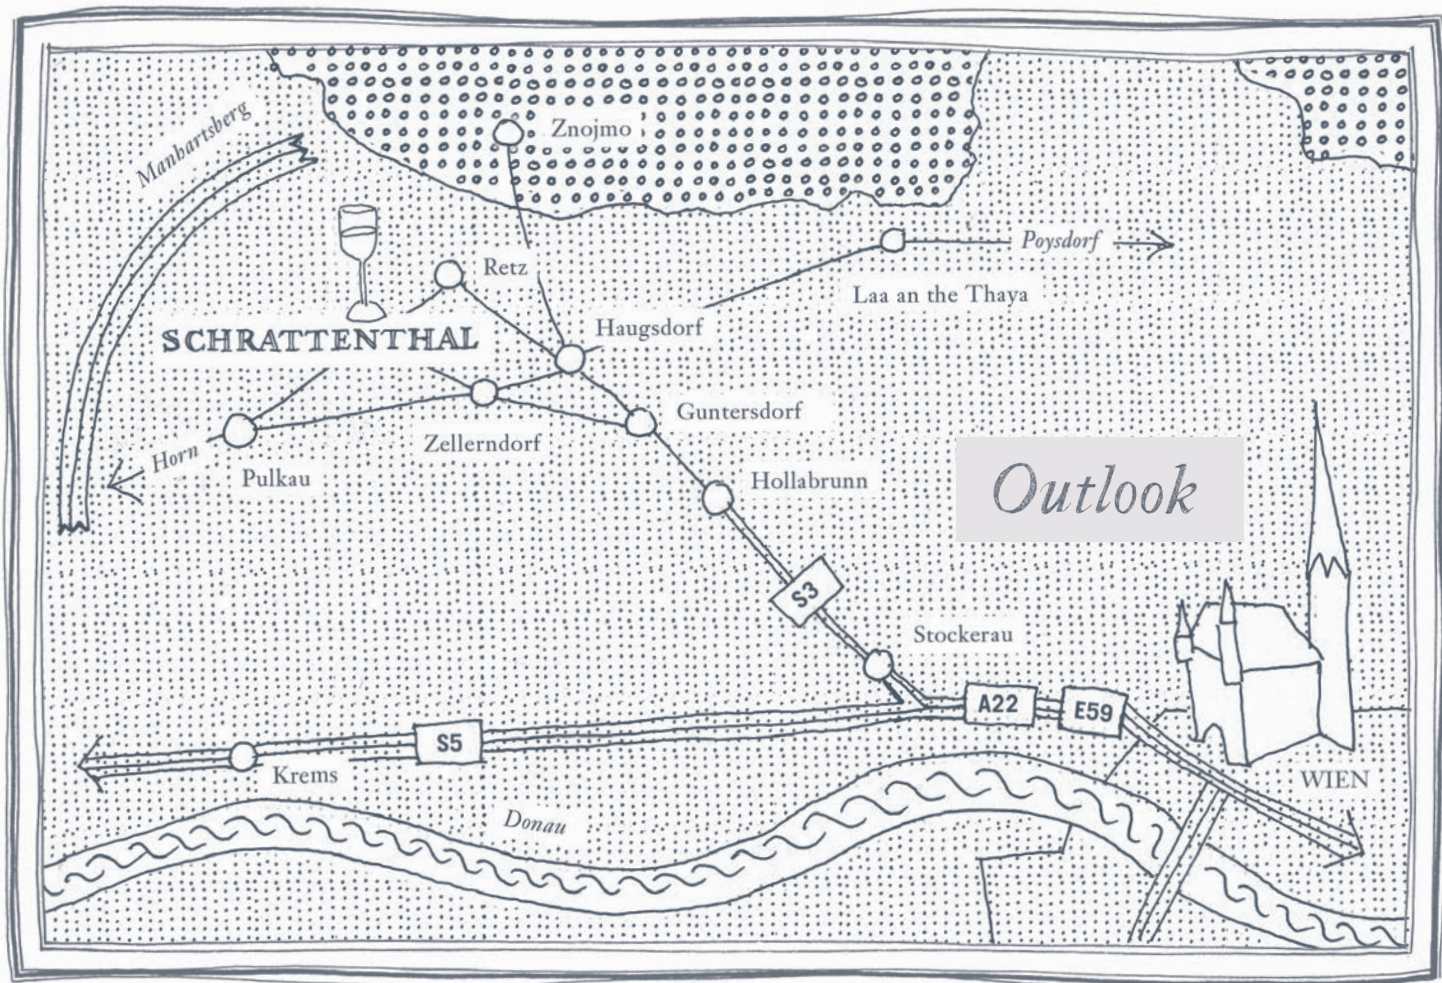 Manhartsberg
Znojmo
Retz
Poysdorf
Laa an the Thaya
SCHRATTENTHAL
Haugsdorf
Guntersdorf
Zellerndorf
Horn
Pulkau
Hollabrunn
Outlook
S3
Stockerau
A22
E59
S5
Krems
WIEN
Donau